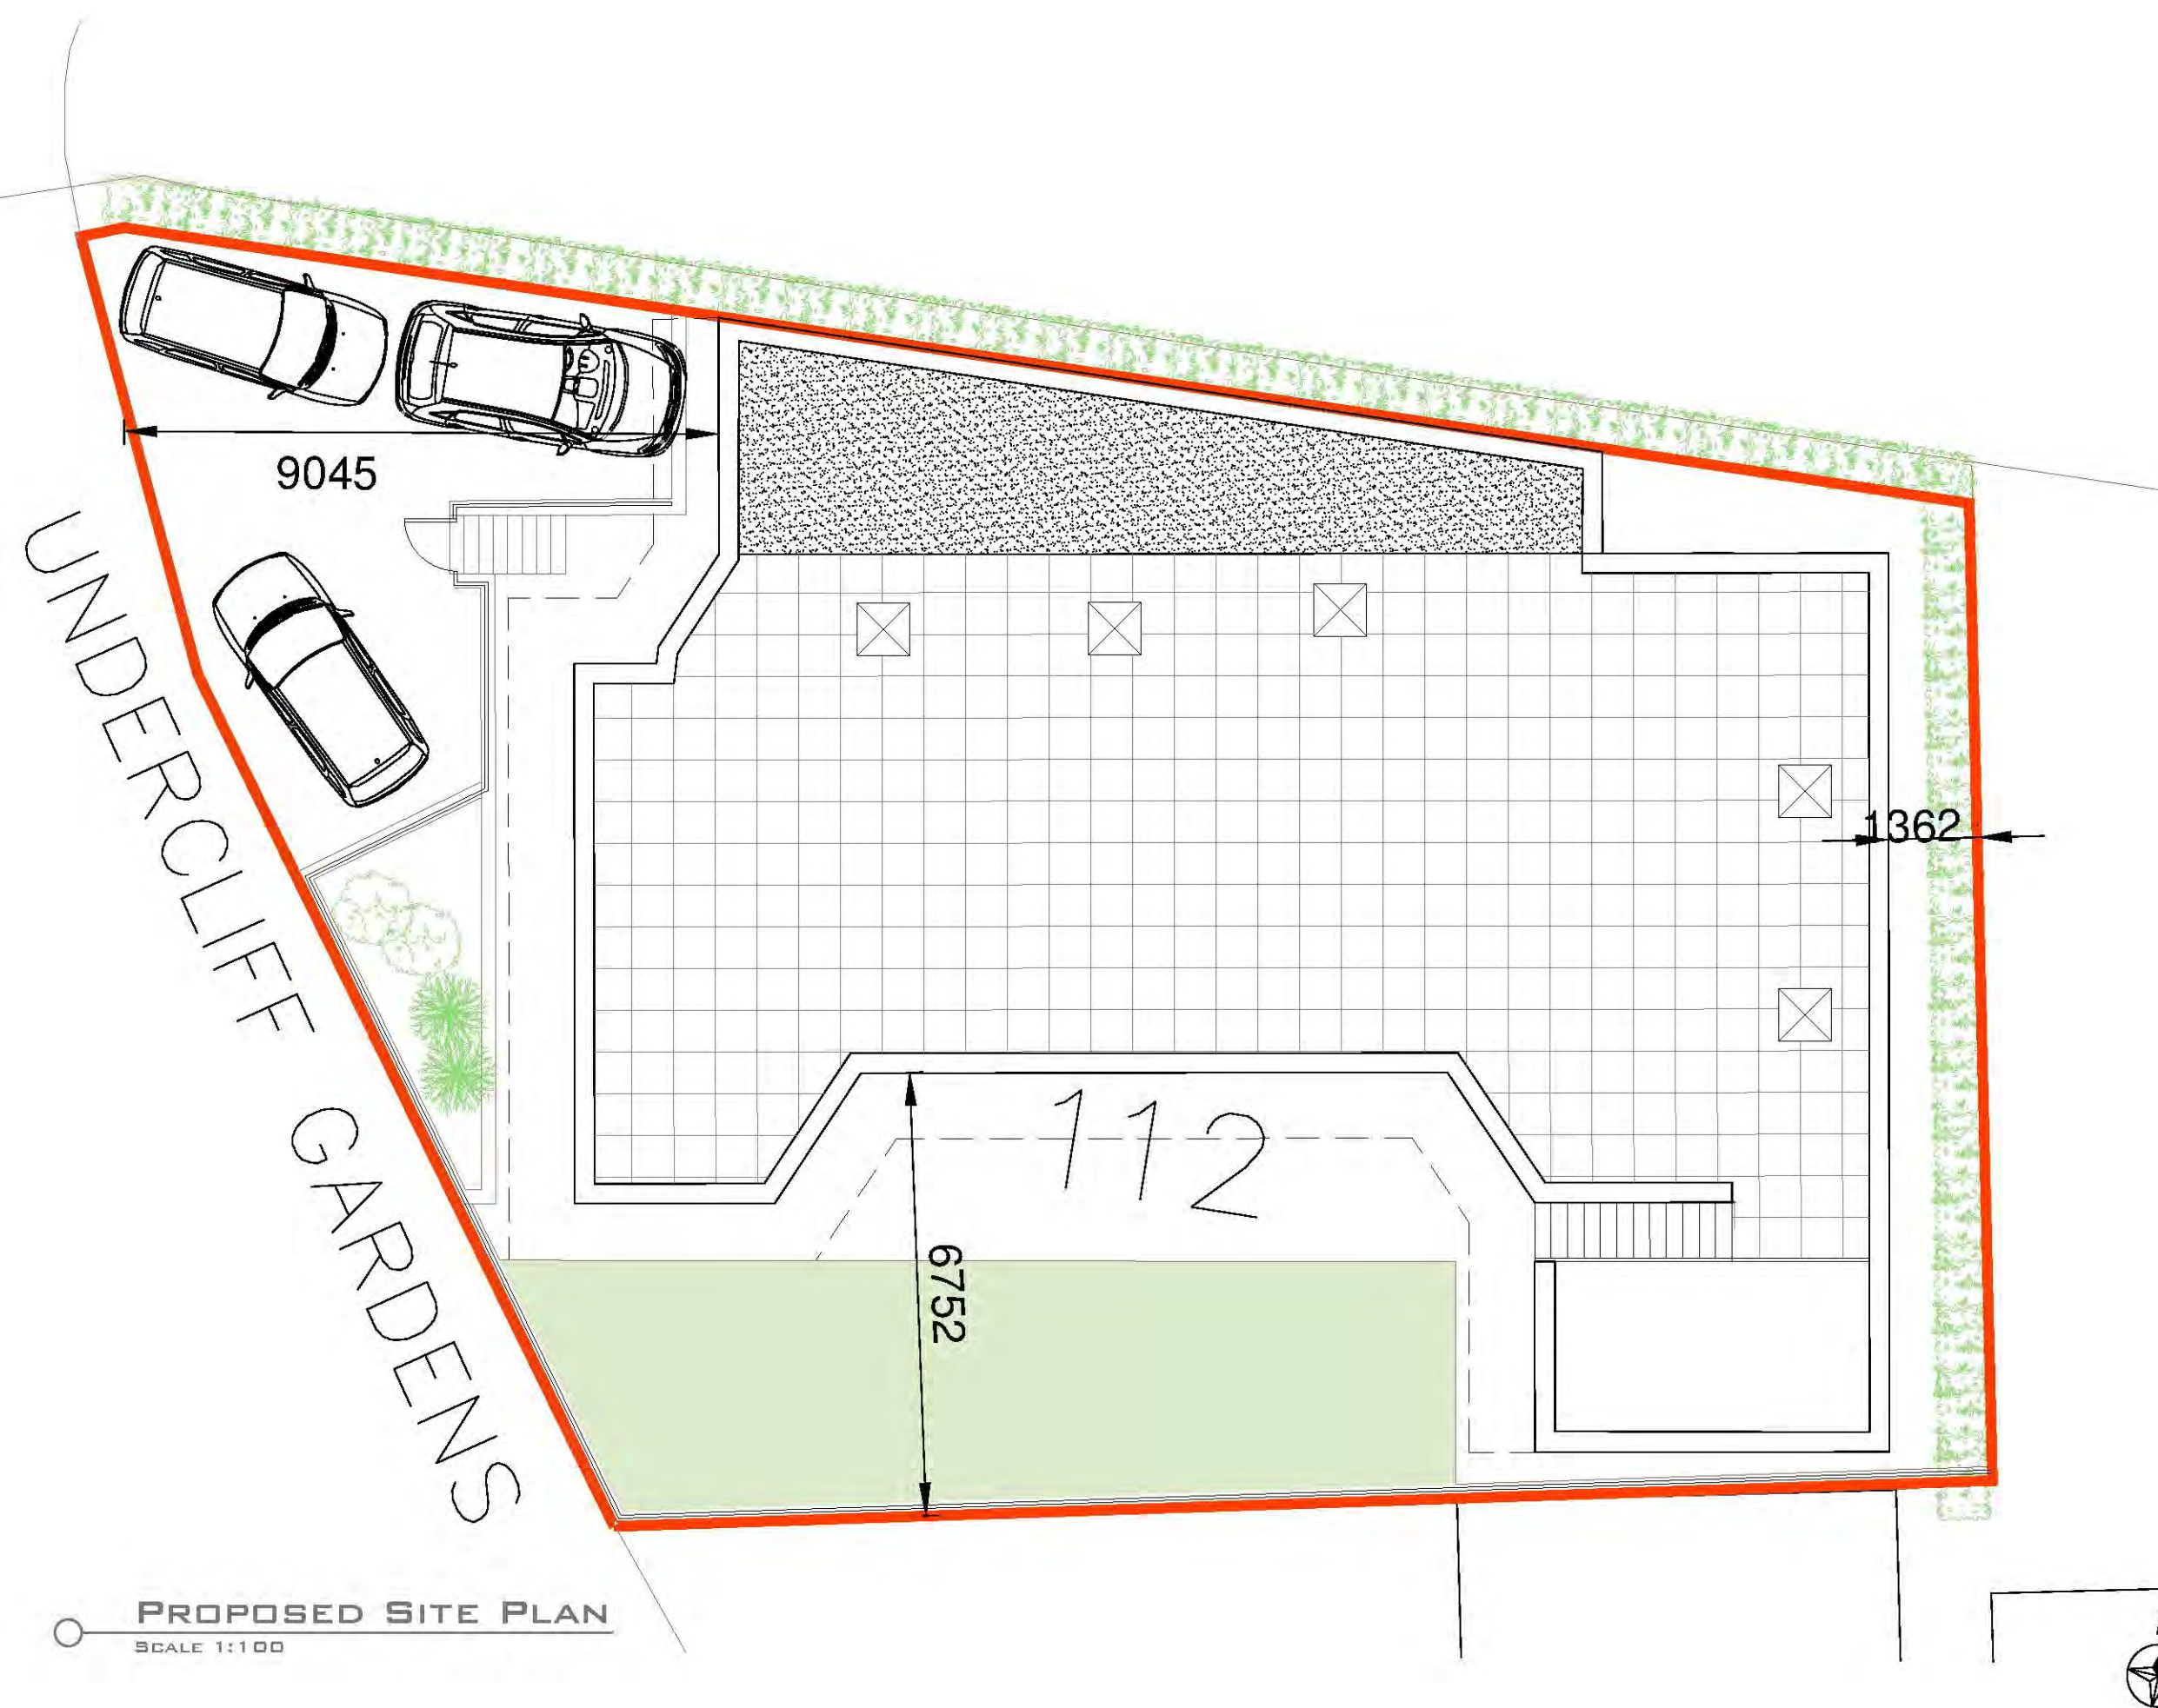 9045
UNDERCLIFF GARDENS
1362
112
6752
PROPOSED SITE PLAN
SCALE 1:100